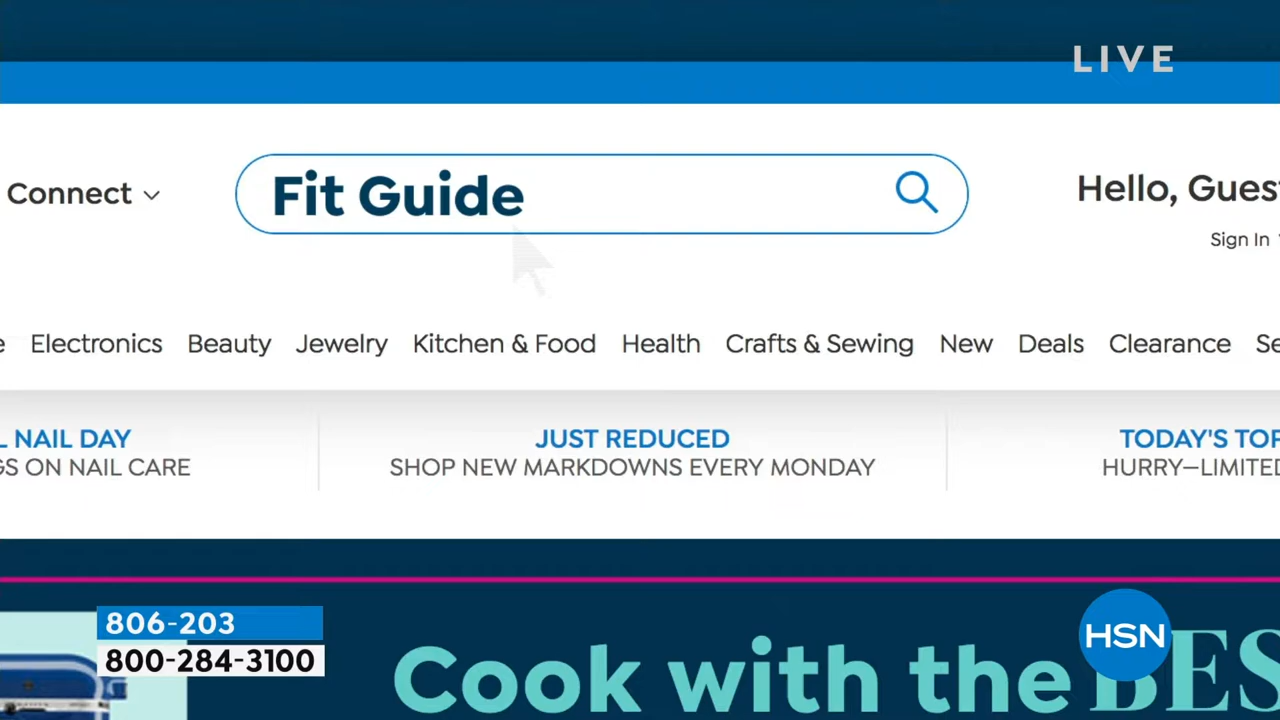 LIVE
Connect
Fit Guide
Hello, Gues
Sign In
Electronics Beauty Jewelry Kitchen & Food Health Crafts & Sewing New Deals Clearance Se
L NAIL DAY
GS ON NAIL CARE
JUST REDUCED
SHOP NEW MARKDOWNS EVERY MONDAY
TODAY'S TOP
HURRY—LIMITED
806-203
800-284-3100
Cook with the BES
HSN